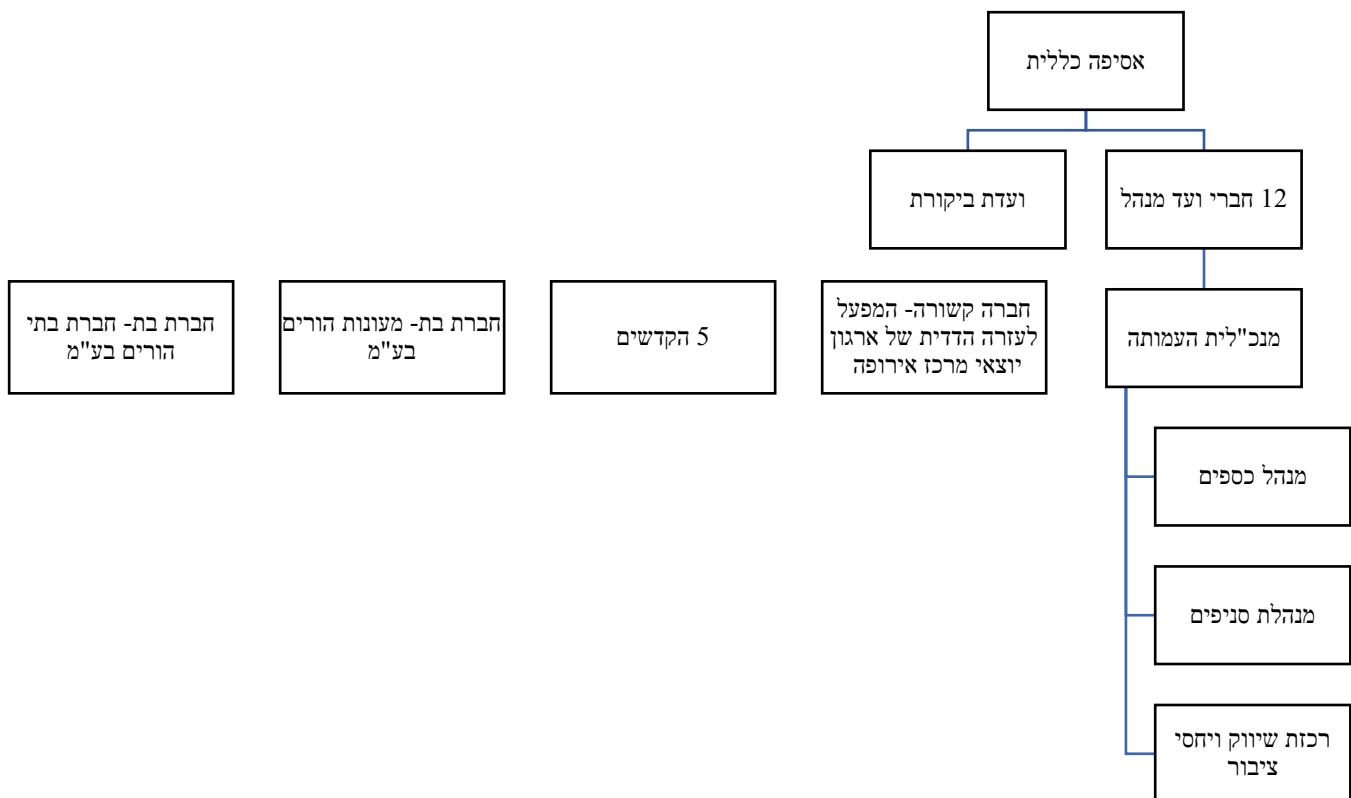 אסיפה כללית
12 חברי ועד מנהל
ועדת ביקורת
מנכ"לית העמותה
חברה קשורה- המפעל
לעזרה הדדית של ארגון
יוצאי מרכז אירופה
5 הקדשים
חברת בת- מעונות הורים
בע"מ
חברת בת- חברת בתי
הורים בע"מ
מנהל כספים
מנהלת סניפים
רכזת שיווק ויחסי
ציבור